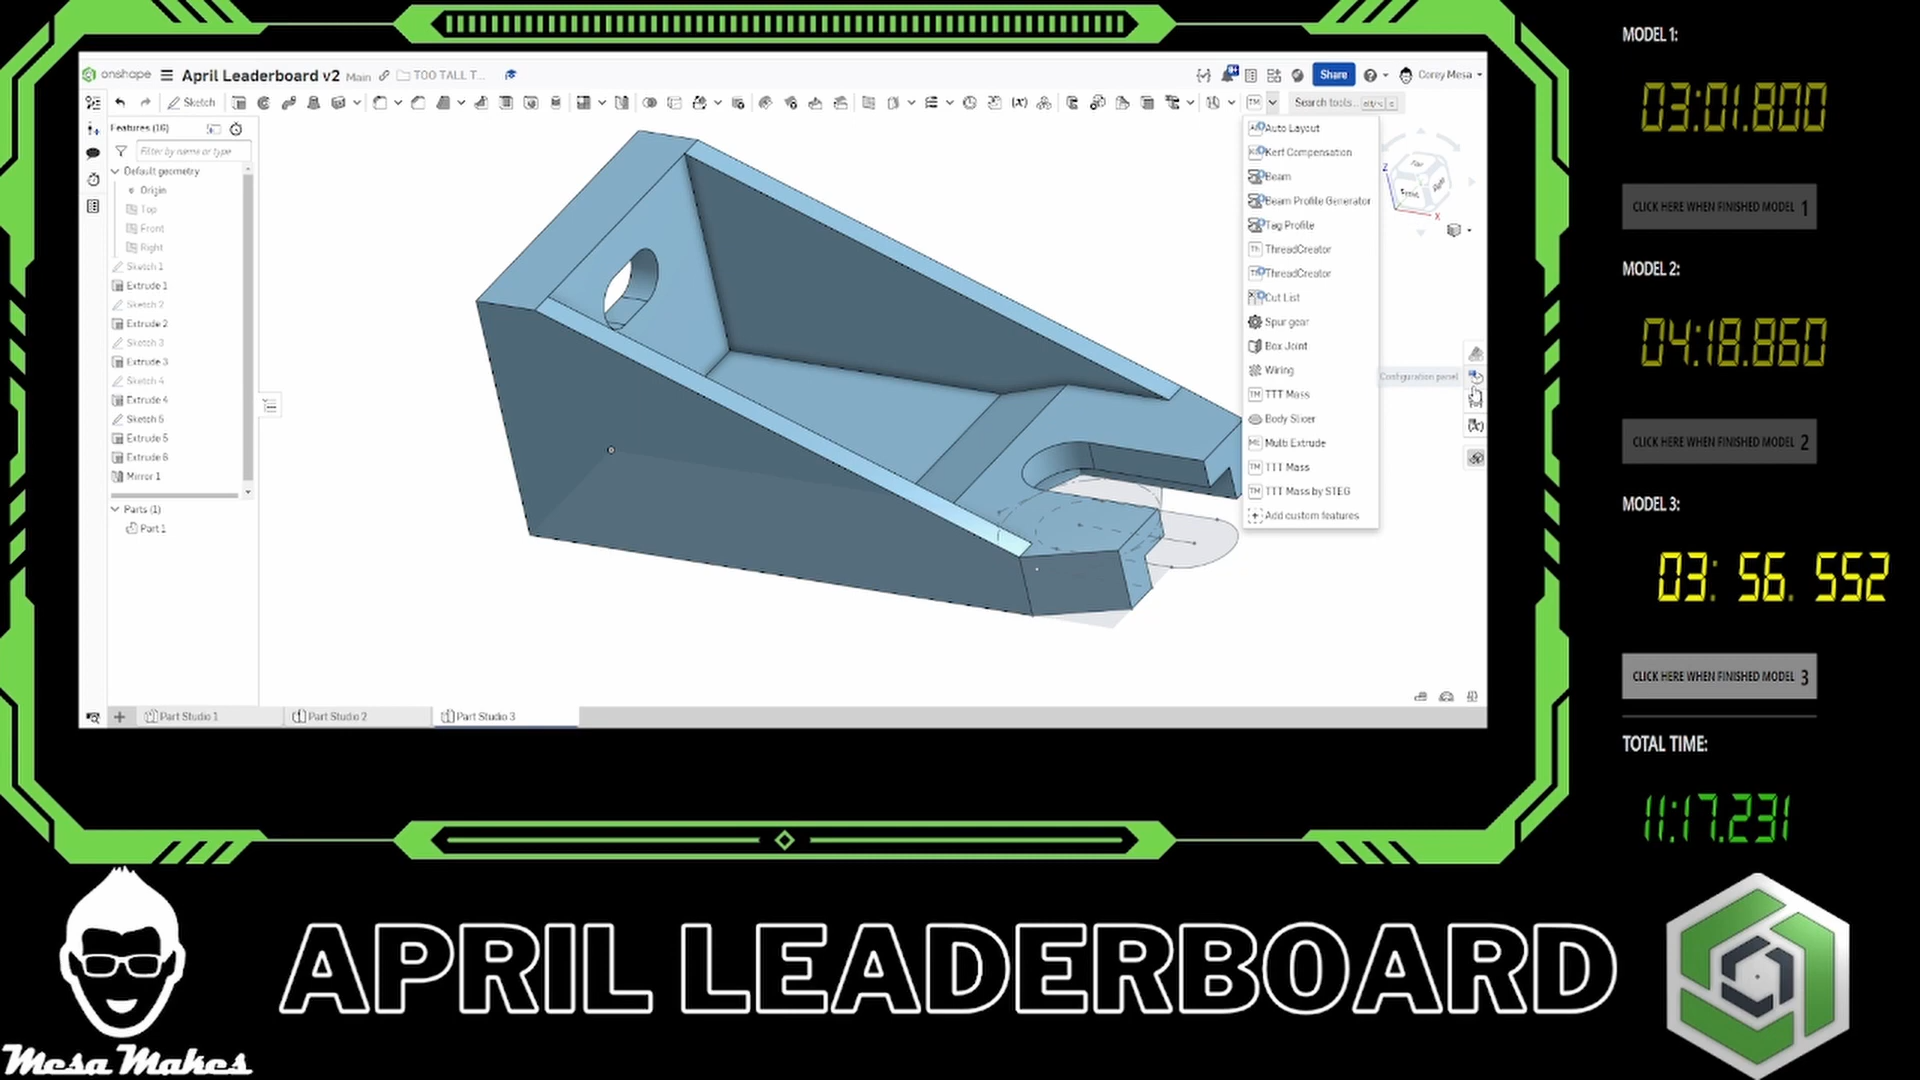 onshape
April Leaderboard v2 Main TOO TALL T...
Share
Corey Mesa
Sketch
Search tools...
Features (16)
Filter by name or type
Default geometry
Origin
Top
Front
Right
Sketch 1
Extrude 1
Sketch 2
Extrude 2
Sketch 3
Extrude 3
Sketch 4
Extrude 4
Sketch 5
Extrude 5
Extrude 6
Mirror 1
Parts (1)
Part 1
Auto Layout
Kerf Compensation
Beam
Beam Profile Generator
Tag Profile
ThreadCreator
ThreadCreator
Cut List
Spur gear
Box Joint
Wiring
TTT Mass
Body Slicer
Multi Extrude
TTT Mass
TTT Mass by STEG
Add custom features
Configuration panel
Z
X
Part Studio 1
Part Studio 2
Part Studio 3
MODEL 1:
03:01.800
CLICK HERE WHEN FINISHED MODEL 1
MODEL 2:
04:18.860
CLICK HERE WHEN FINISHED MODEL 2
MODEL 3:
03: 56. 552
CLICK HERE WHEN FINISHED MODEL 3
TOTAL TIME:
11:17.231
Mesa Makes
APRIL LEADERBOARD